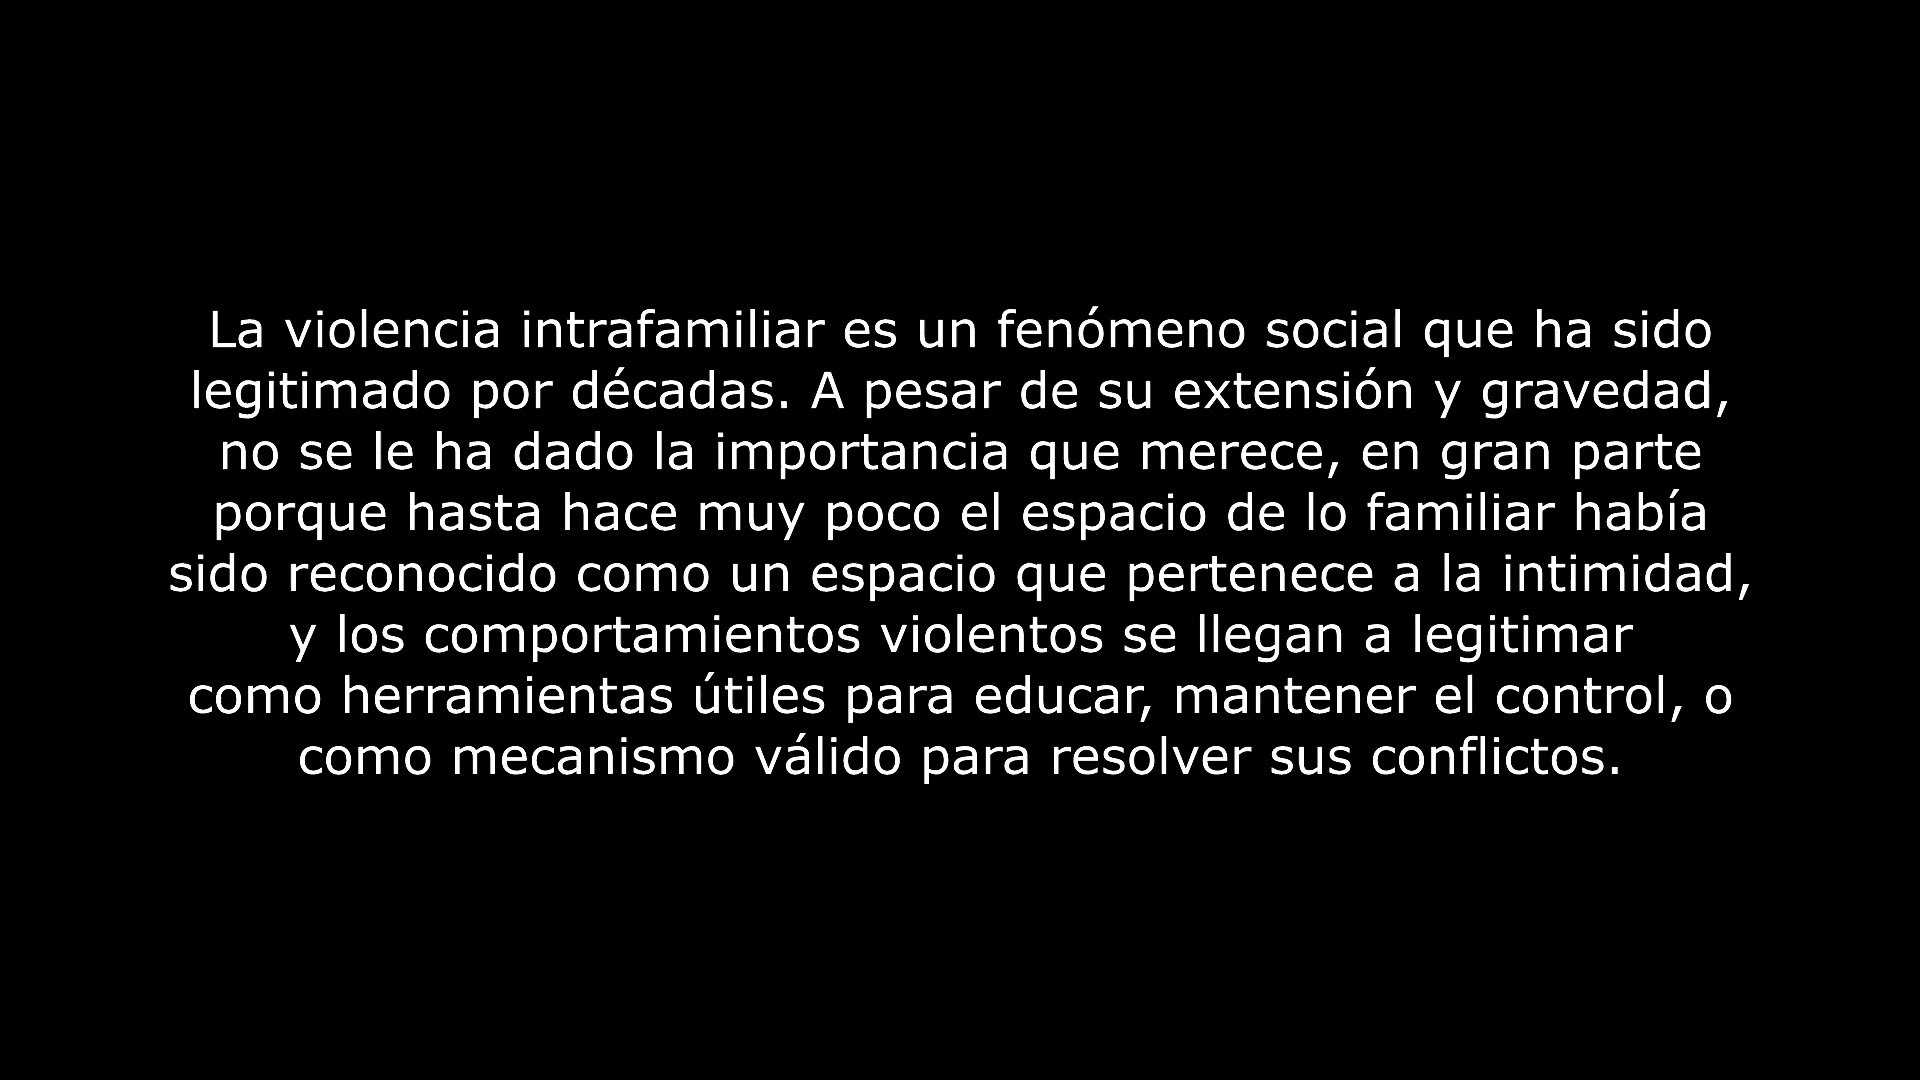 La violencia intrafamiliar es un fenómeno social que ha sido
legitimado por décadas. A pesar de su extensión y gravedad,
no se le ha dado la importancia que merece, en gran parte
porque hasta hace muy poco el espacio de lo familiar había
sido reconocido como un espacio que pertenece a la intimidad,
y los comportamientos violentos se llegan a legitimar
como herramientas útiles para educar, mantener el control, o
como mecanismo válido para resolver sus conflictos.